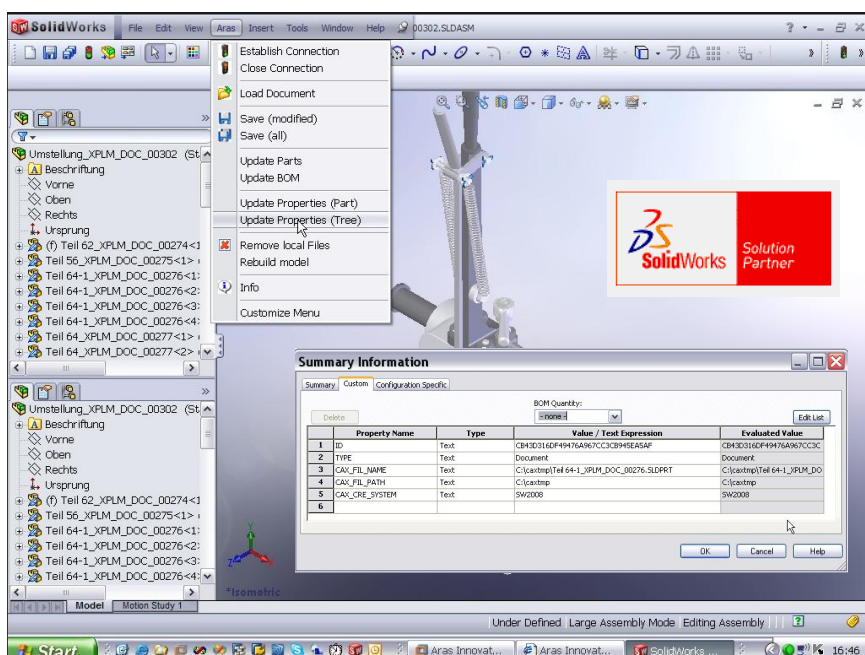 SolidWorks File Edit View Aras Insert Tools Window Help 00302.SLDASM
Establish Connection
Close Connection
Load Document
Save (modified)
Save (all)
Update Parts
Update BOM
Update Properties (Part)
Update Properties (Tree)
Remove local Files
Rebuild model
Info
Customize Menu
Umstellung_XPLM_DOC_00302 (St
Beschriftung
Vorne
Oben
Rechts
Ursprung
(f) Teil 62_XPLM_DOC_00274<1
Teil 56_XPLM_DOC_00275<1>
Teil 64-1_XPLM_DOC_00276<1>
Teil 64-1_XPLM_DOC_00276<2>
Teil 64-1_XPLM_DOC_00276<3>
Teil 64-1_XPLM_DOC_00276<4>
Teil 64_XPLM_DOC_00277<1>
Teil 64_XPLM_DOC_00277<2>
SolidWorks
Solution
Partner
Umstellung_XPLM_DOC_00302 (St
Beschriftung
Vorne
Oben
Rechts
Ursprung
(f) Teil 62_XPLM_DOC_00274<1
Teil 56_XPLM_DOC_00275<1>
Teil 64-1_XPLM_DOC_00276<1>
Teil 64-1_XPLM_DOC_00276<2>
Teil 64-1_XPLM_DOC_00276<3>
Teil 64-1_XPLM_DOC_00276<4>
Summary Information
Summary Custom Configuration Specific
BOM Quantity:
Delete - none - Edit List
Property Name Type Value / Text Expression Evaluated Value
1 ID Text CB43D316DF49476A967CC3CB945EA5AF CB43D316DF49476A967CC3C
2 TYPE Text Document Document
3 CAX_FIL_NAME Text C:\caxtmp\Teil 64-1_XPLM_DOC_00276.SLDPRT C:\caxtmp\Teil 64-1_XPLM_DO
4 CAX_FIL_PATH Text C:\caxtmp C:\caxtmp
5 CAX_CRE_SYSTEM Text SW2008 SW2008
6
OK Cancel Help
*Isometric
Model Motion Study 1
Under Defined Large Assembly Mode Editing Assembly
Start Aras Innovat... Aras Innovat... SolidWorks ... 16:46